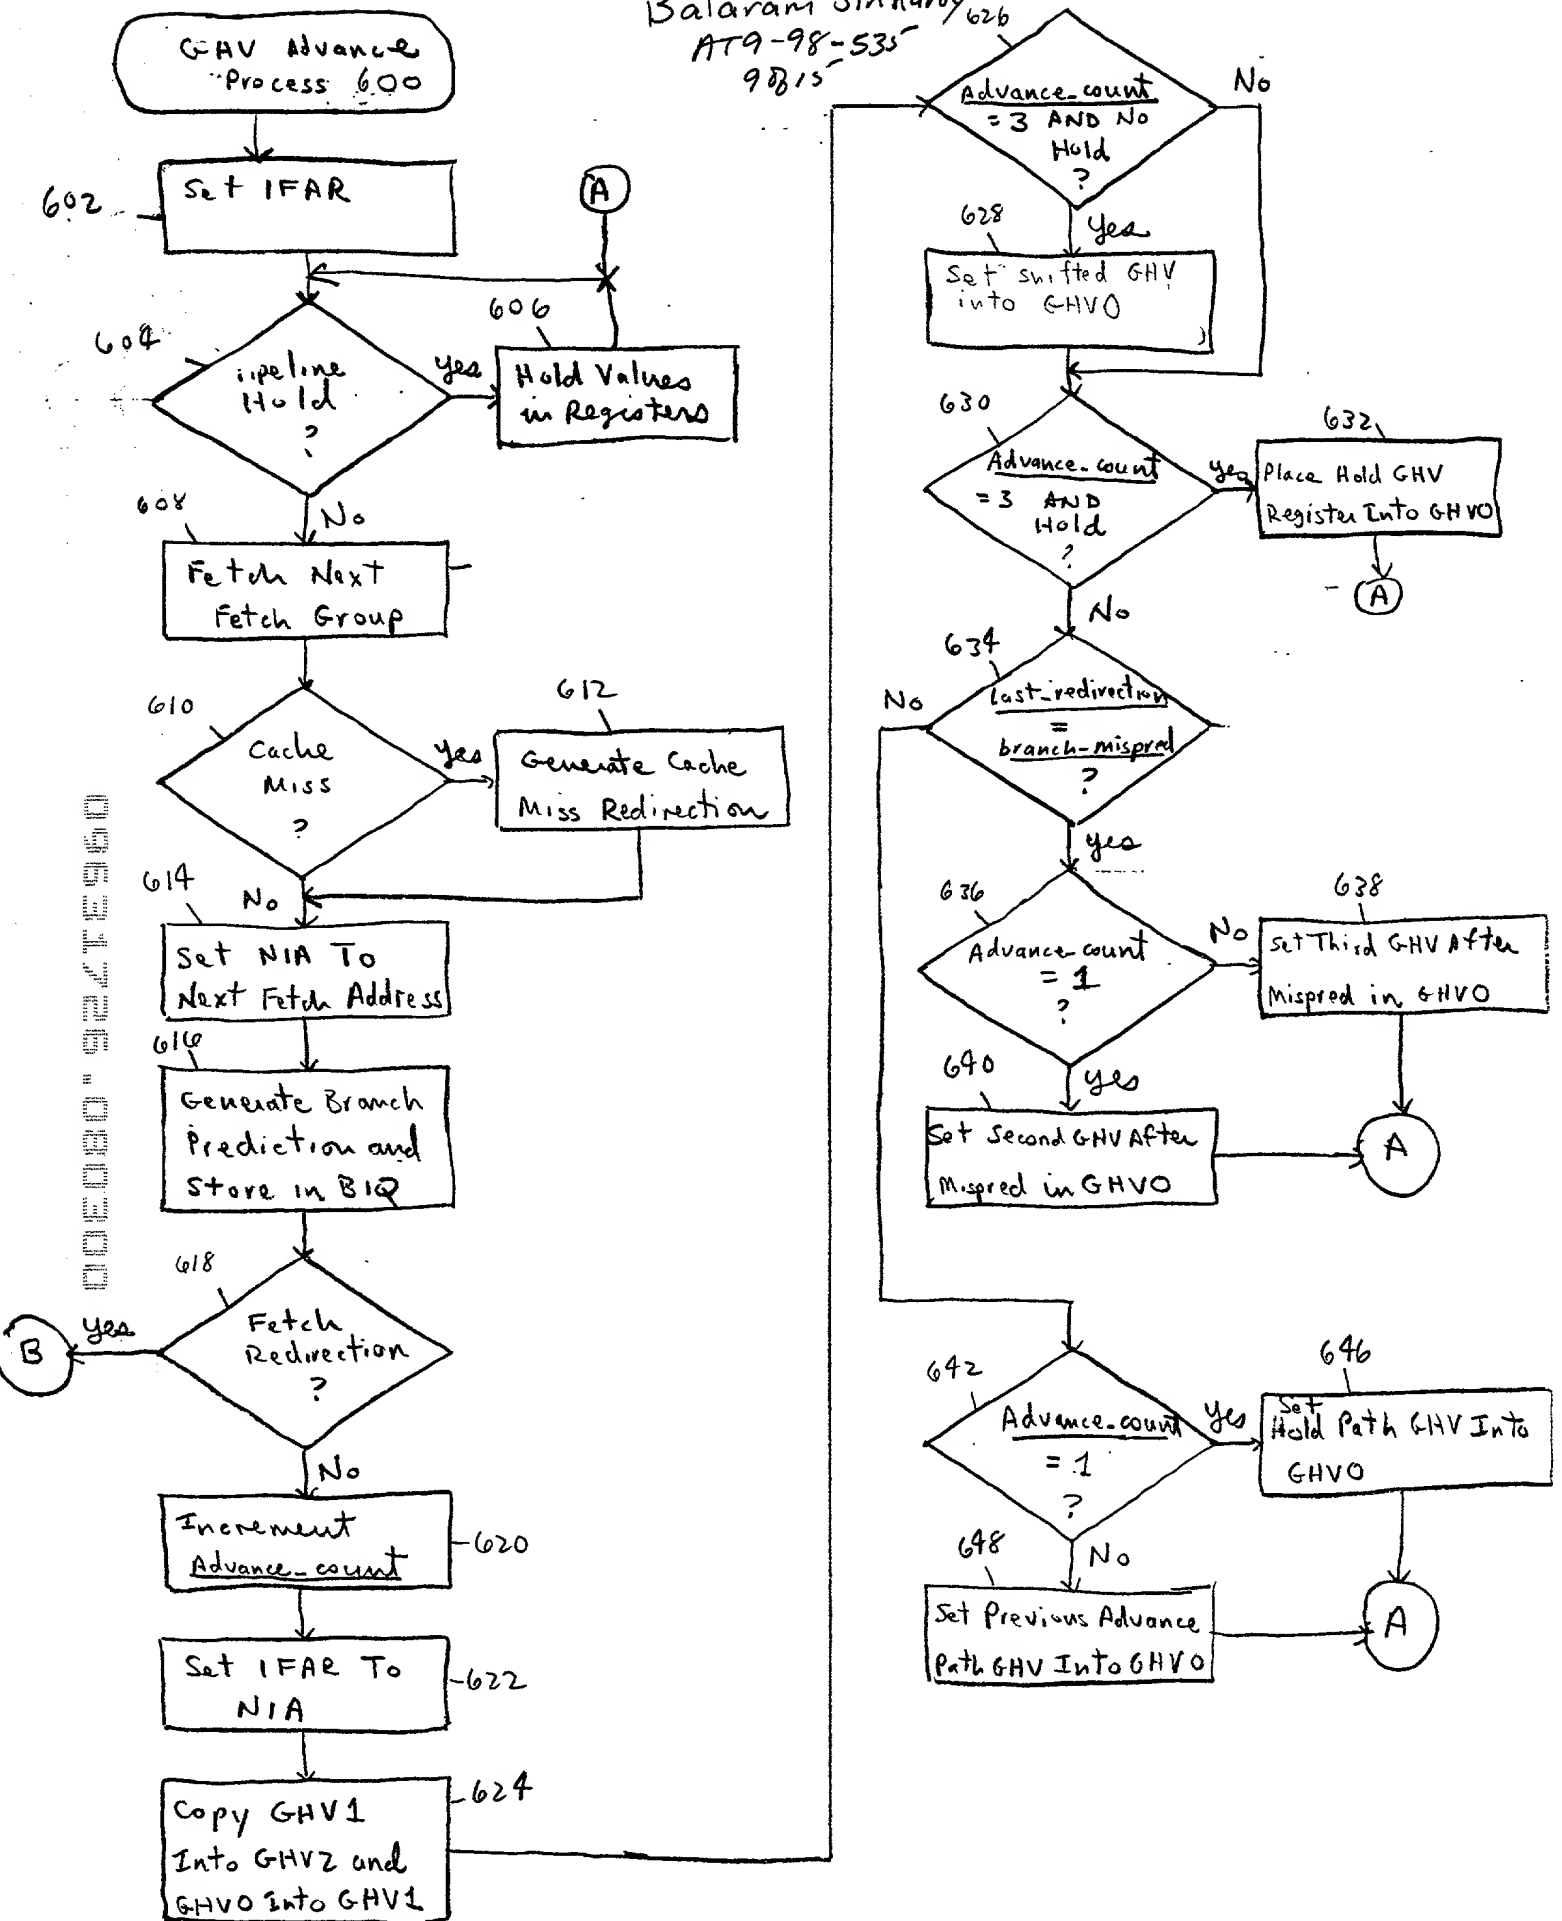 Balaram Sinharoy
AT9-98-535
9815
GHV Advance
Process 600
602
Set IFAR
A
604
Pipeline
Hold
?
Yes
606
Hold Values
in Registers
No
608
Fetch Next
Fetch Group
610
Cache
Miss
?
Yes
612
Generate Cache
Miss Redirection
No
614
Set NIA To
Next Fetch Address
616
Generate Branch
Prediction and
Store in BIQ
618
Fetch
Redirection
?
Yes
B
No
Increment
Advance_count
620
Set IFAR To
NIA
622
Copy GHV1
Into GHV2 and
GHV0 Into GHV1
624
09631726.080300
626
Advance_count
= 3 AND No
Hold
?
No
Yes
628
Set shifted GHV
into GHV0
630
Advance_count
= 3 AND
Hold
?
Yes
632
Place Hold GHV
Register Into GHV0
A
No
634
last_redirection
=
branch-mispred
?
No
Yes
636
Advance_count
= 1
?
No
638
Set Third GHV After
Mispred in GHV0
A
Yes
640
Set Second GHV After
Mispred in GHV0
A
642
Advance_count
= 1
?
Yes
646
Set
Hold Path GHV Into
GHV0
A
No
648
Set Previous Advance
Path GHV Into GHV0
A